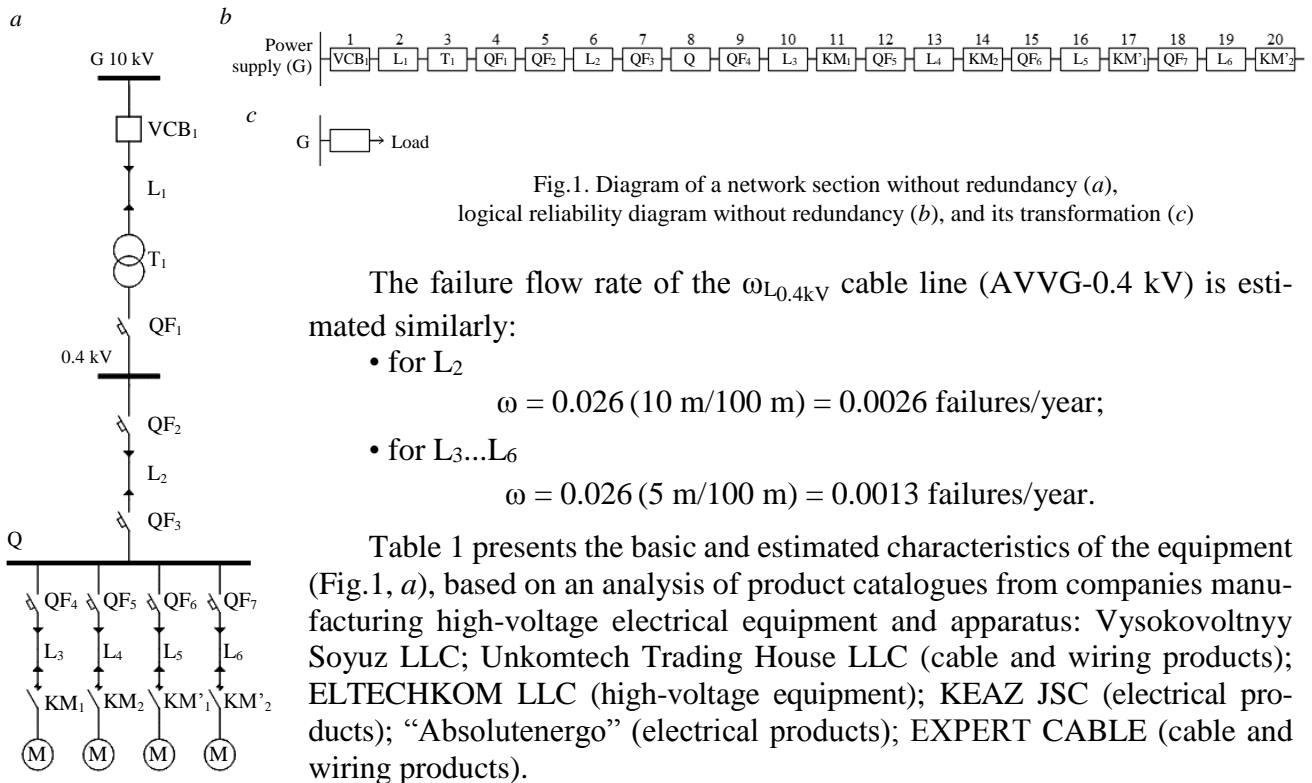 a
G 10 kV
VCB₁
L₁
T₁
QF₁
0.4 kV
QF₂
L₂
QF₃
Q
QF₄ QF₅ QF₆ QF₇
L₃ L₄ L₅ L₆
KM₁ KM₂ KM'₁ KM'₂
M M M M
b
1 2 3 4 5 6 7 8 9 10 11 12 13 14 15 16 17 18 19 20
Power
supply (G)
VCB₁ L₁ T₁ QF₁ QF₂ L₂ QF₃ Q QF₄ L₃ KM₁ QF₅ L₄ KM₂ QF₆ L₅ KM'₁ QF₇ L₆ KM'₂
c
G Load
Fig.1. Diagram of a network section without redundancy (a),
logical reliability diagram without redundancy (b), and its transformation (c)
The failure flow rate of the ω_L0.4kV cable line (AVVG-0.4 kV) is esti-
mated similarly:
• for L₂
ω = 0.026 (10 m/100 m) = 0.0026 failures/year;
• for L₃...L₆
ω = 0.026 (5 m/100 m) = 0.0013 failures/year.
Table 1 presents the basic and estimated characteristics of the equipment
(Fig.1, a), based on an analysis of product catalogues from companies manu-
facturing high-voltage electrical equipment and apparatus: Vysokovoltnyy
Soyuz LLC; Unkomtech Trading House LLC (cable and wiring products);
ELTECHKOM LLC (high-voltage equipment); KEAZ JSC (electrical pro-
ducts); “Absolutenergo” (electrical products); EXPERT CABLE (cable and
wiring products).